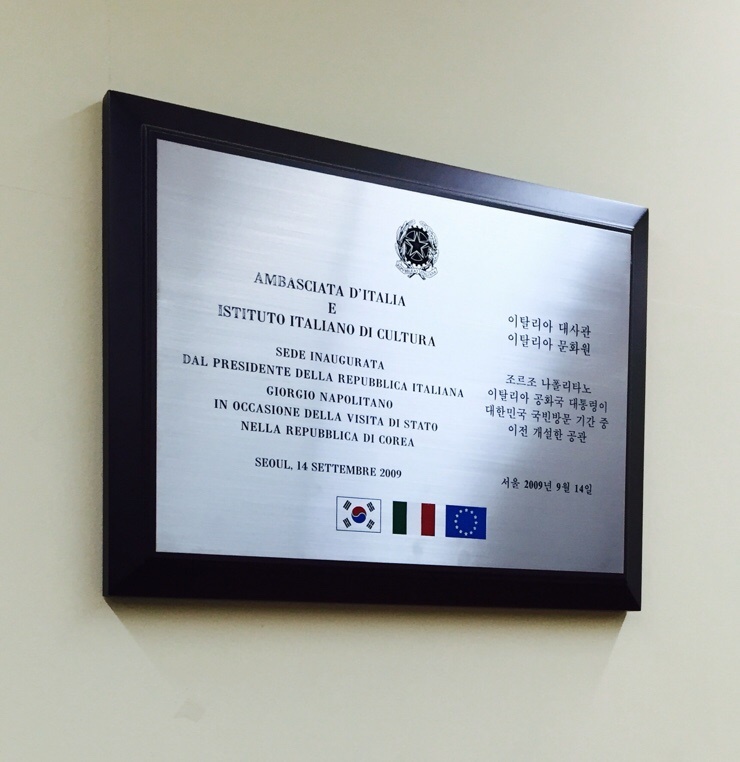 AMBASCIATA D'ITALIA
E
ISTITUTO ITALIANO DI CULTURA
SEDE INAUGURATA
DAL PRESIDENTE DELLA REPUBBLICA ITALIANA
GIORGIO NAPOLITANO
IN OCCASIONE DELLA VISITA DI STATO
NELLA REPUBBLICA DI COREA
SEOUL, 14 SETTEMBRE 2009
이탈리아 대사관
이탈리아 문화원
조르조 나폴리타노
이탈리아 공화국 대통령이
대한민국 국빈방문 기간 중
이전 개설한 공관
서울 2009년 9월 14일